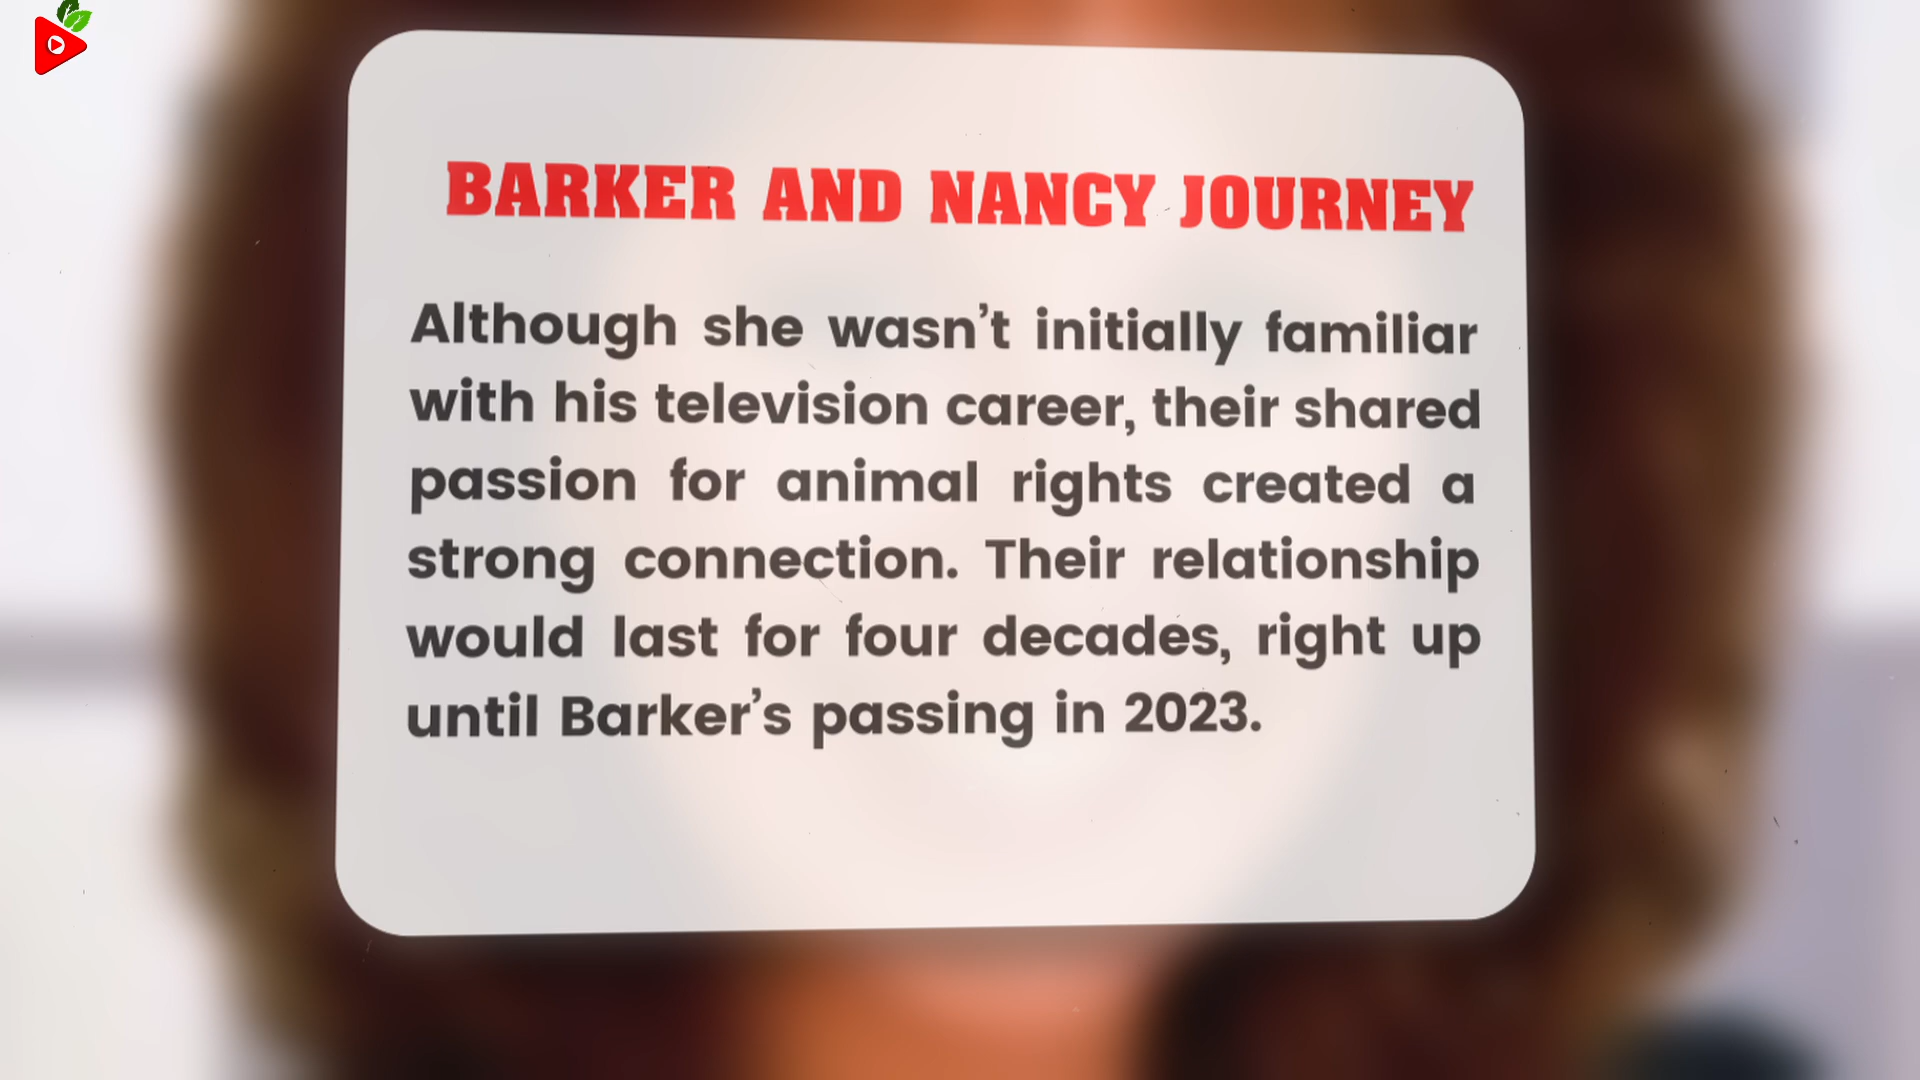 BARKER AND NANCY JOURNEY
Although she wasn’t initially familiar
with his television career, their shared
passion for animal rights created a
strong connection. Their relationship
would last for four decades, right up
until Barker’s passing in 2023.